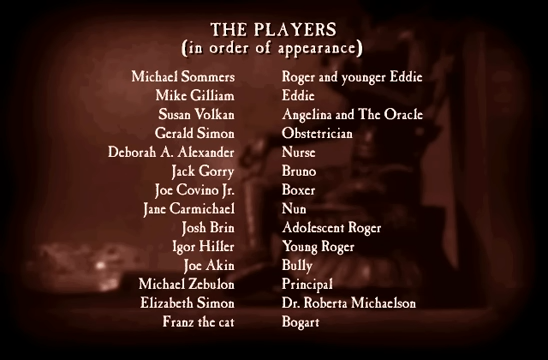 THE PLAYERS
(in order of appearance)
Michael Sommers Roger and younger Eddie
Mike Gilliam Eddie
Susan Volkan Angelina and The Oracle
Gerald Simon Obstetrician
Deborah A. Alexander Nurse
Jack Gorry Bruno
Joe Covino Jr. Boxer
Jane Carmichael Nun
Josh Brin Adolescent Roger
Igor Hiller Young Roger
Joe Akin Bully
Michael Zebulon Principal
Elizabeth Simon Dr. Roberta Michaelson
Franz the cat Bogart